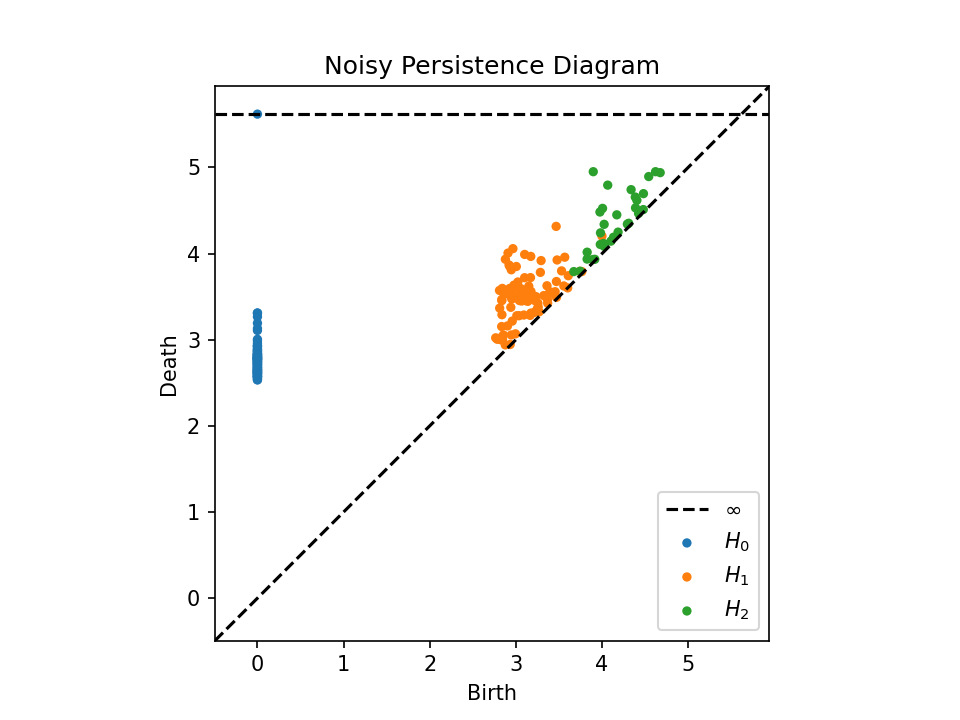 Noisy Persistence Diagram
Death
5
4
3
2
1
0
0 1 2 3 4 5
Birth
∞
H₀
H₁
H₂